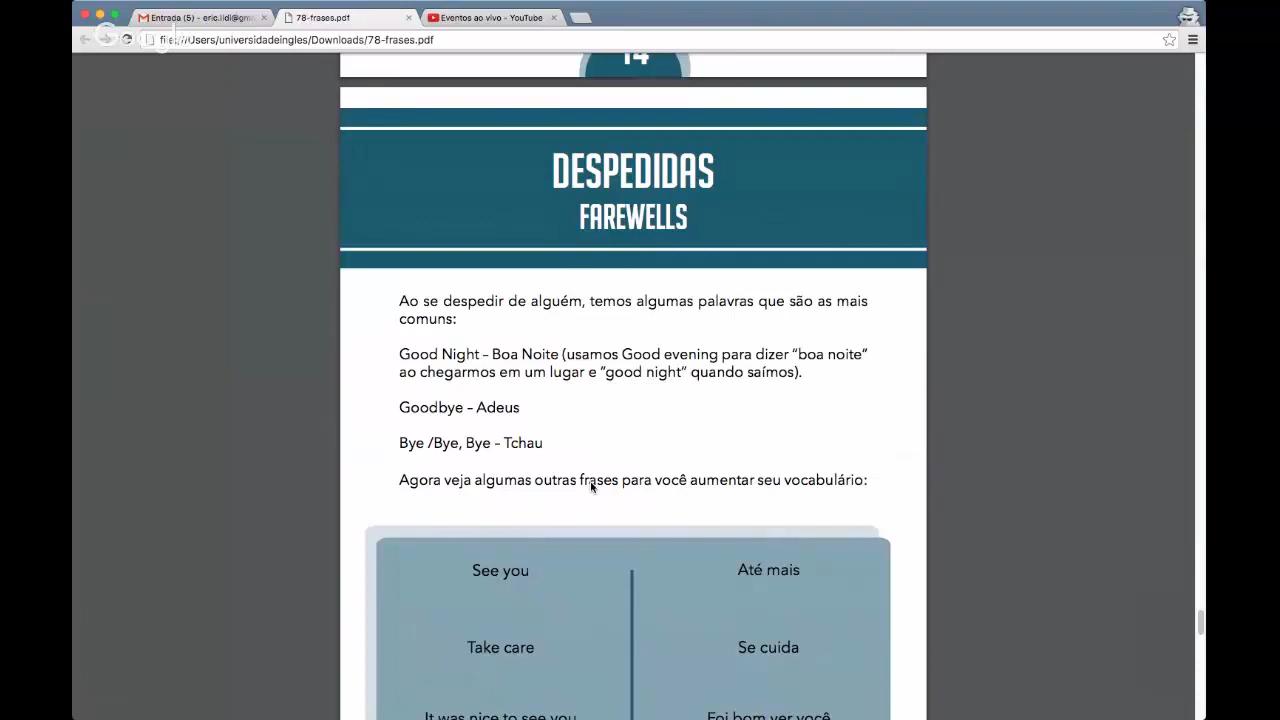 Entrada (5) - eric.lidi@gm
78-frases.pdf
Eventos ao vivo - YouTube
file:///Users/universidadeingles/Downloads/78-frases.pdf
14
DESPEDIDAS
FAREWELLS
Ao se despedir de alguém, temos algumas palavras que são as mais
comuns:
Good Night - Boa Noite (usamos Good evening para dizer “boa noite”
ao chegarmos em um lugar e “good night” quando saímos).
Goodbye - Adeus
Bye /Bye, Bye - Tchau
Agora veja algumas outras frases para você aumentar seu vocabulário:
See you
Até mais
Take care
Se cuida
It was nice to see you
Foi bom ver você